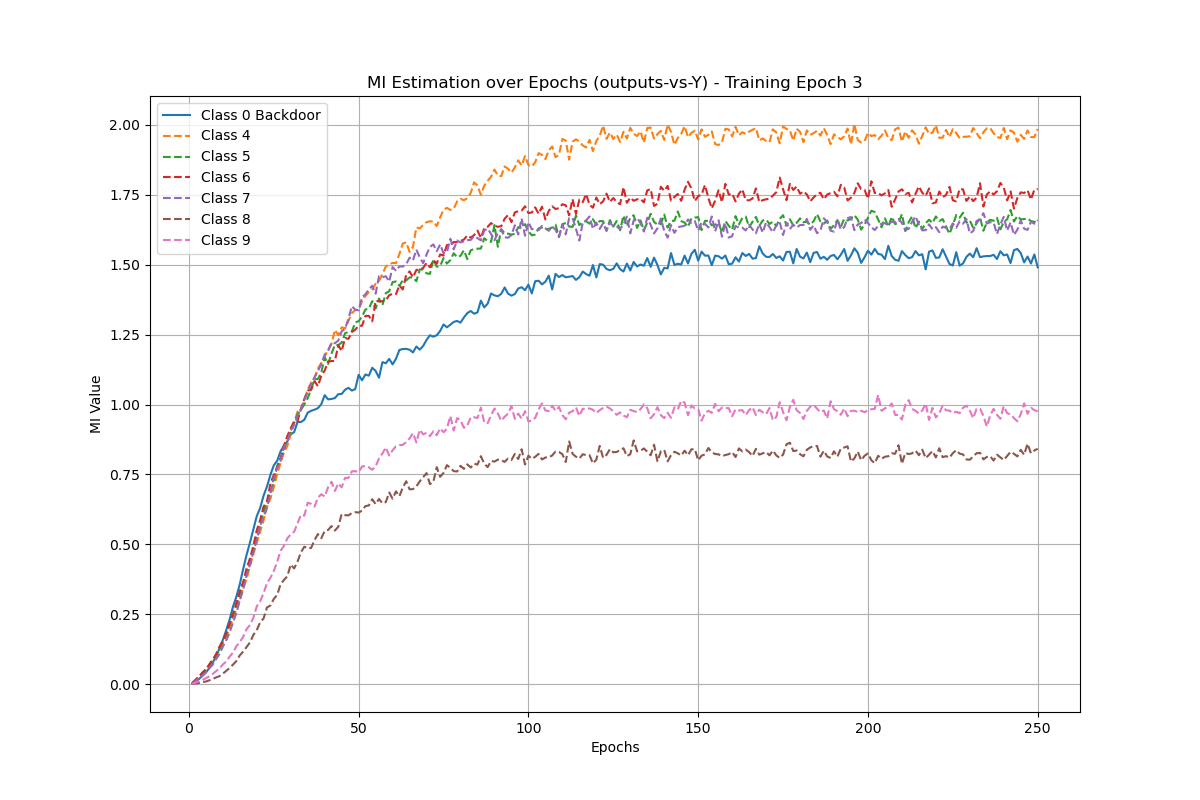 MI Estimation over Epochs (outputs-vs-Y) - Training Epoch 3
Class 0 Backdoor
Class 4
Class 5
Class 6
Class 7
Class 8
Class 9
2.00
1.75
1.50
1.25
1.00
0.75
0.50
0.25
0.00
MI Value
0 50 100 150 200 250
Epochs